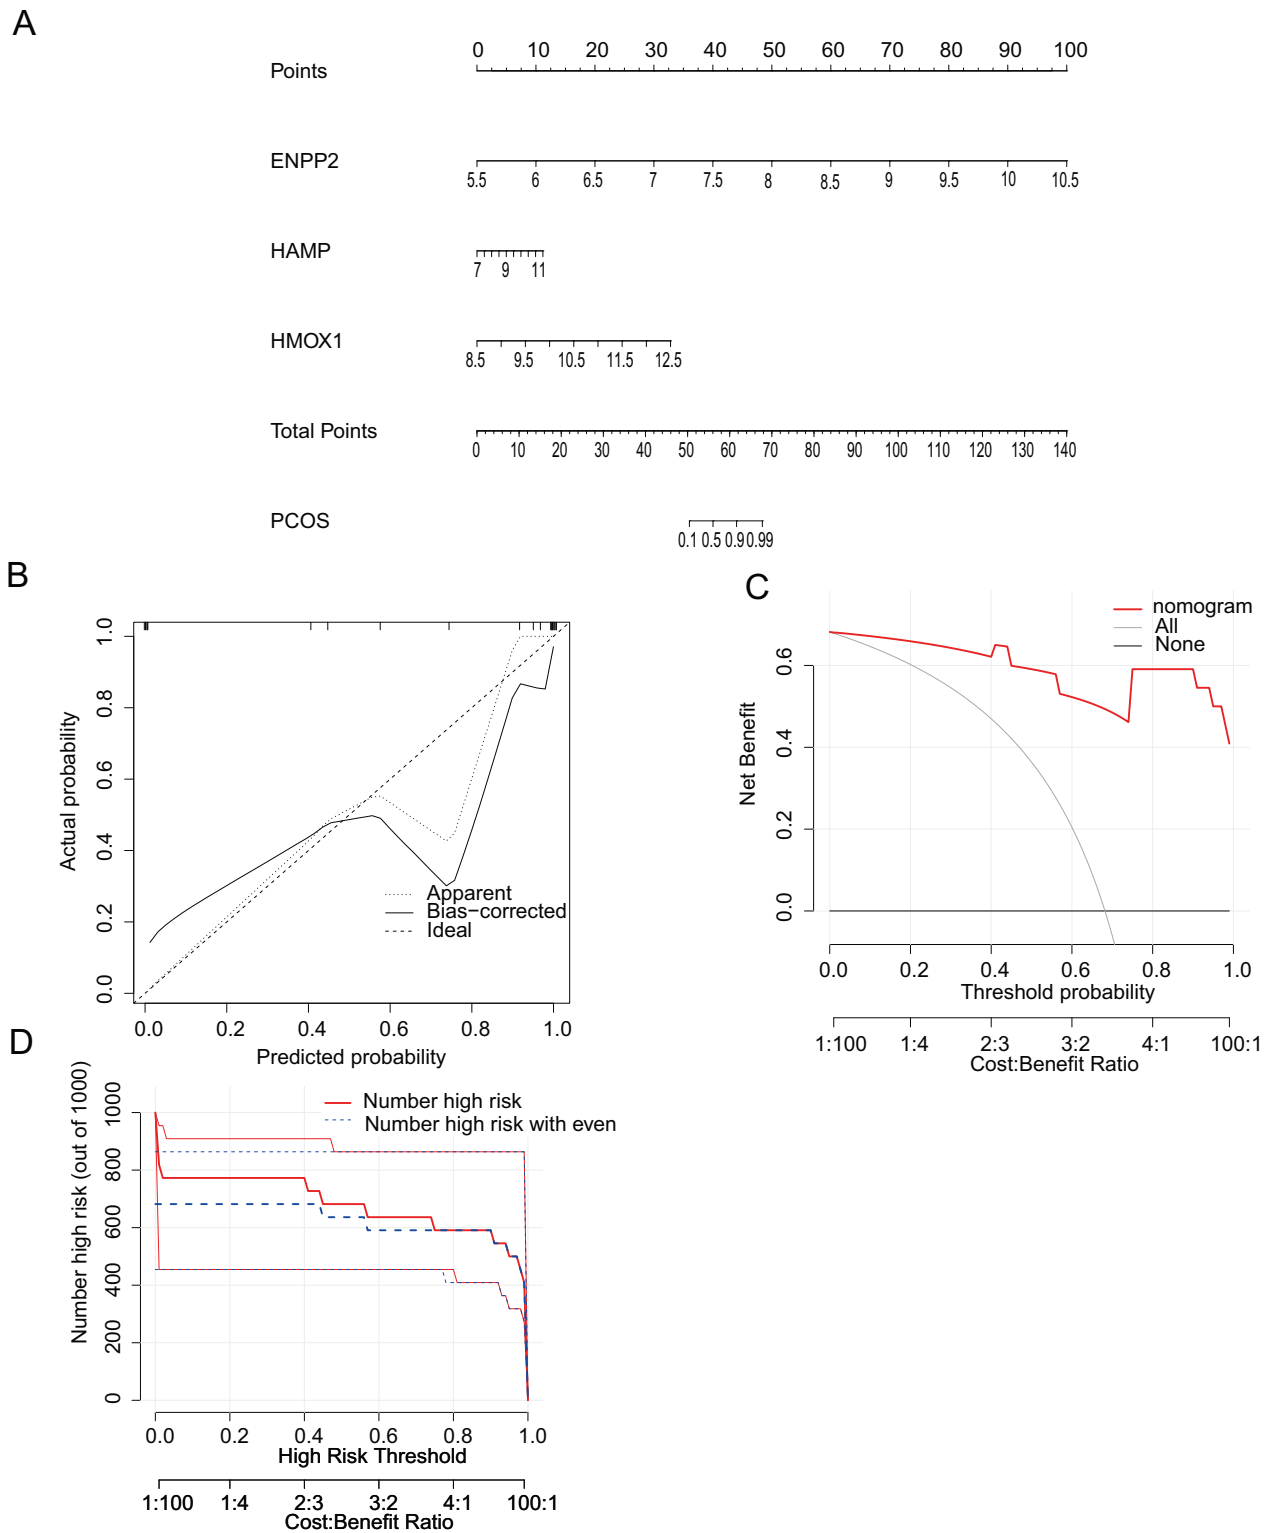 A
Points
0 10 20 30 40 50 60 70 80 90 100
ENPP2
5.5 6 6.5 7 7.5 8 8.5 9 9.5 10 10.5
HAMP
7 9 11
HMOX1
8.5 9.5 10.5 11.5 12.5
Total Points
0 10 20 30 40 50 60 70 80 90 100 110 120 130 140
PCOS
0.1 0.5 0.9 0.99
B
Actual probability
0.0 0.2 0.4 0.6 0.8 1.0
Apparent
Bias-corrected
Ideal
0.0 0.2 0.4 0.6 0.8 1.0
Predicted probability
C
nomogram
All
None
Net Benefit
0.0 0.2 0.4 0.6
0.0 0.2 0.4 0.6 0.8 1.0
Threshold probability
1:100 1:4 2:3 3:2 4:1 100:1
Cost:Benefit Ratio
D
Number high risk (out of 1000)
0 200 400 600 800 1000
Number high risk
Number high risk with even
0.0 0.2 0.4 0.6 0.8 1.0
High Risk Threshold
1:100 1:4 2:3 3:2 4:1 100:1
Cost:Benefit Ratio